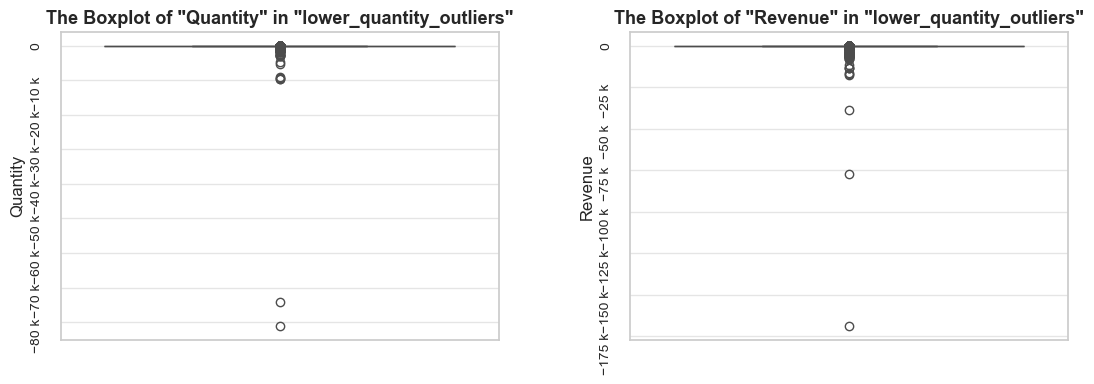 The Boxplot of "Quantity" in "lower_quantity_outliers"
Quantity
0
−10 k
−20 k
−30 k
−40 k
−50 k
−60 k
−70 k
−80 k
The Boxplot of "Revenue" in "lower_quantity_outliers"
Revenue
0
−25 k
−50 k
−75 k
−100 k
−125 k
−150 k
−175 k